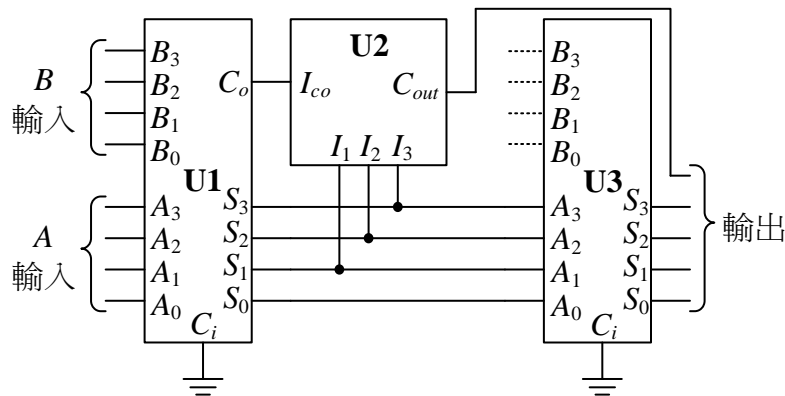 B
輸入
A
輸入
B₃
B₂
B₁
B₀
A₃
A₂
A₁
A₀
U1
Cₒ
S₃
S₂
S₁
S₀
Cᵢ
U2
I_co
C_out
I₁ I₂ I₃
B₃
B₂
B₁
B₀
U3
A₃
A₂
A₁
A₀
S₃
S₂
S₁
S₀
Cᵢ
輸出